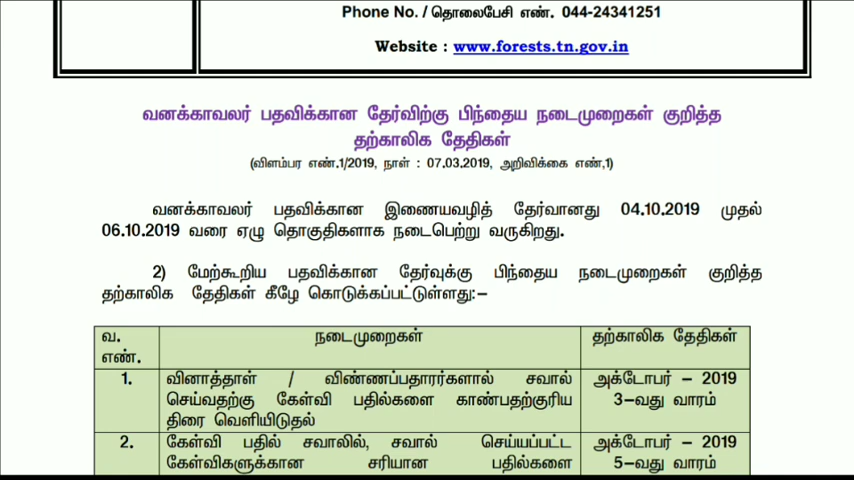 Phone No. / தொலைபேசி எண். 044-24341251
Website : www.forests.tn.gov.in
வனக்காவலர் பதவிக்கான தேர்விற்கு பிந்தைய நடைமுறைகள் குறித்த
தற்காலிக தேதிகள்
(விளம்பர எண்.1/2019, நாள் : 07.03.2019, அறிவிக்கை எண்,1)
வனக்காவலர் பதவிக்கான இணையவழித் தேர்வானது 04.10.2019 முதல்
06.10.2019 வரை ஏழு தொகுதிகளாக நடைபெற்று வருகிறது.
2) மேற்கூறிய பதவிக்கான தேர்வுக்கு பிந்தைய நடைமுறைகள் குறித்த
தற்காலிக தேதிகள் கீழே கொடுக்கப்பட்டுள்ளது:-
வ. நடைமுறைகள் தற்காலிக தேதிகள்
எண்.
1. வினாத்தாள் / விண்ணப்பதாரர்களால் சவால் அக்டோபர் – 2019
செய்வதற்கு கேள்வி பதில்களை காண்பதற்குரிய 3-வது வாரம்
திரை வெளியிடுதல்
2. கேள்வி பதில் சவாலில், சவால் செய்யப்பட்ட அக்டோபர் – 2019
கேள்விகளுக்கான சரியான பதில்களை 5-வது வாரம்